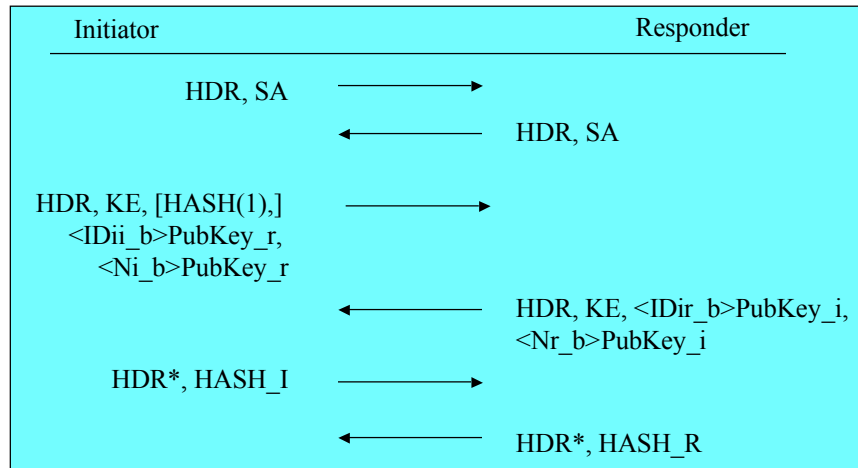 Initiator
Responder
HDR, SA
HDR, SA
HDR, KE, [HASH(1),]
<IDii_b>PubKey_r,
<Ni_b>PubKey_r
HDR, KE, <IDir_b>PubKey_i,
<Nr_b>PubKey_i
HDR*, HASH_I
HDR*, HASH_R